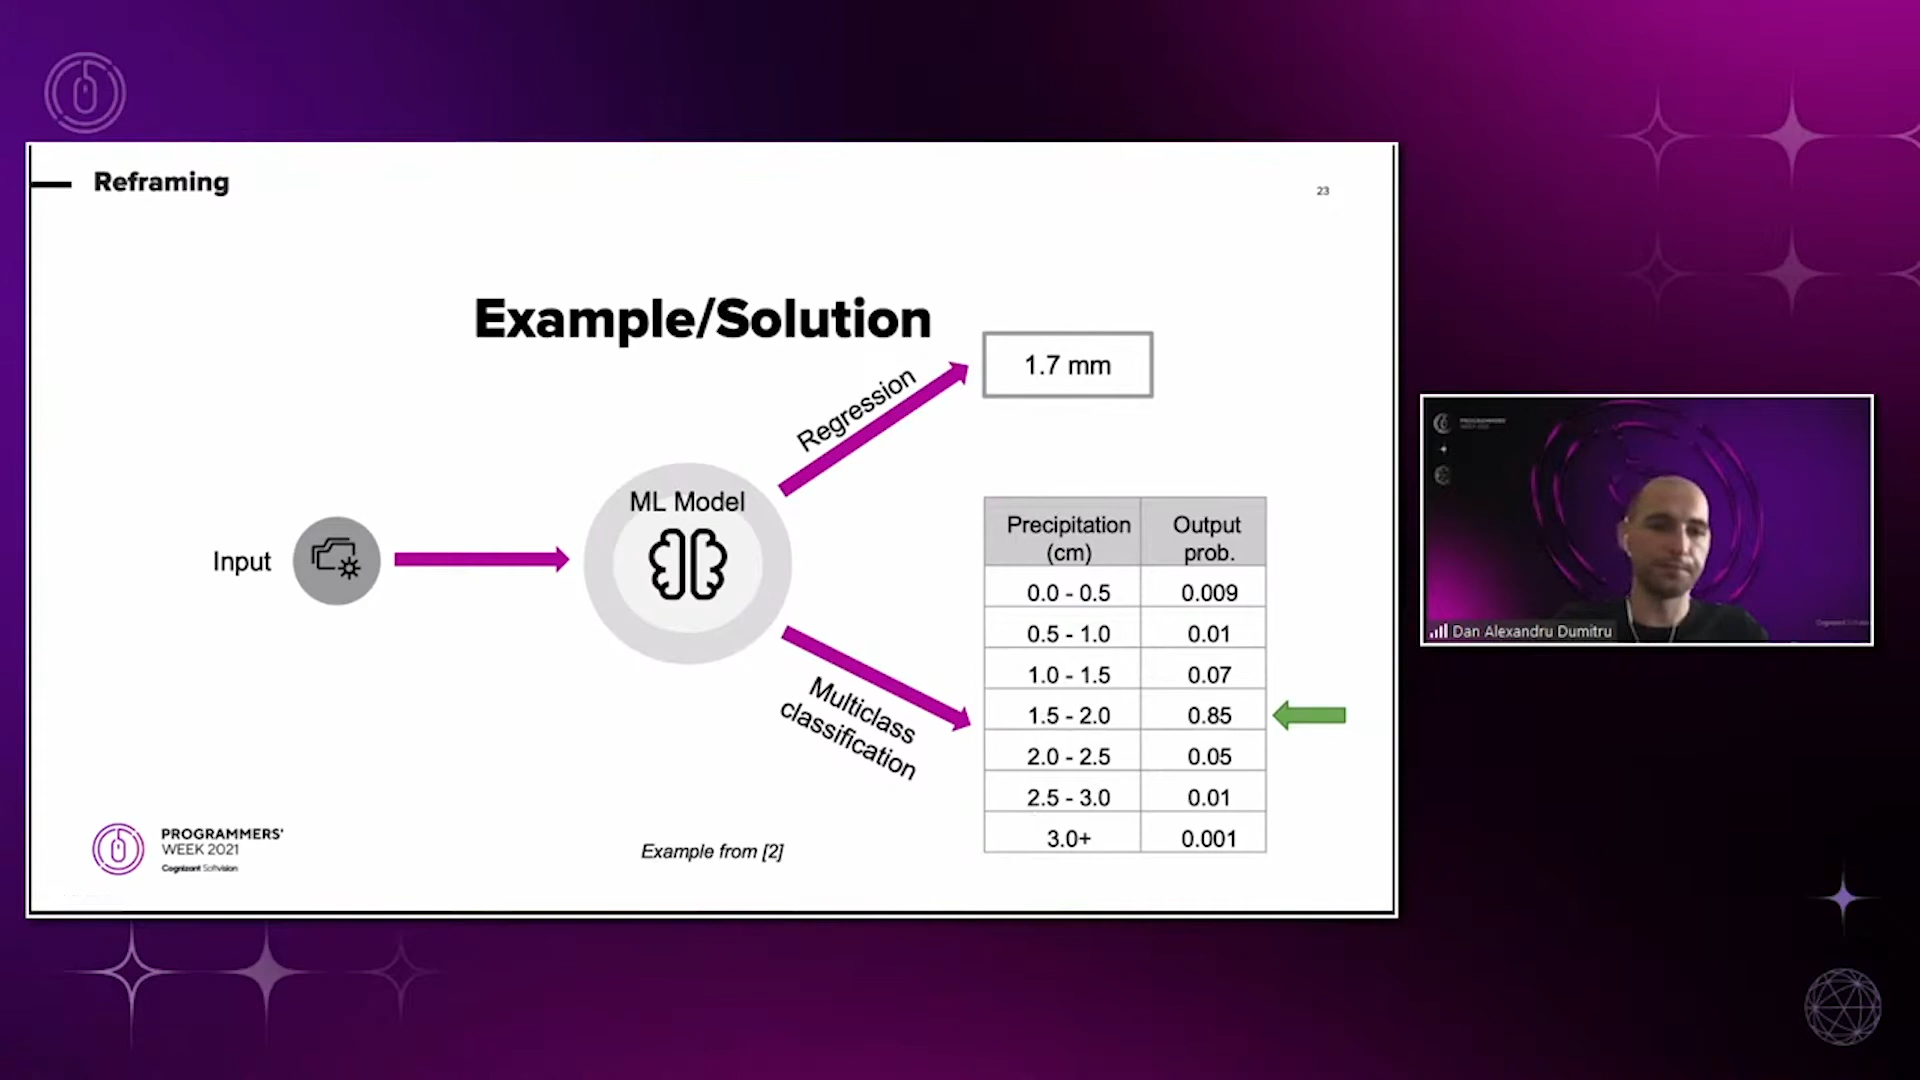 Reframing
23
Example/Solution
1.7 mm
Regression
ML Model
Input
Multiclass
classification
Precipitation (cm) Output prob.
0.0 - 0.5 0.009
0.5 - 1.0 0.01
1.0 - 1.5 0.07
1.5 - 2.0 0.85
2.0 - 2.5 0.05
2.5 - 3.0 0.01
3.0+ 0.001
PROGRAMMERS'
WEEK 2021
Cognizant Softvision
Example from [2]
PROGRAMMERS'
WEEK 2021
Dan Alexandru Dumitru